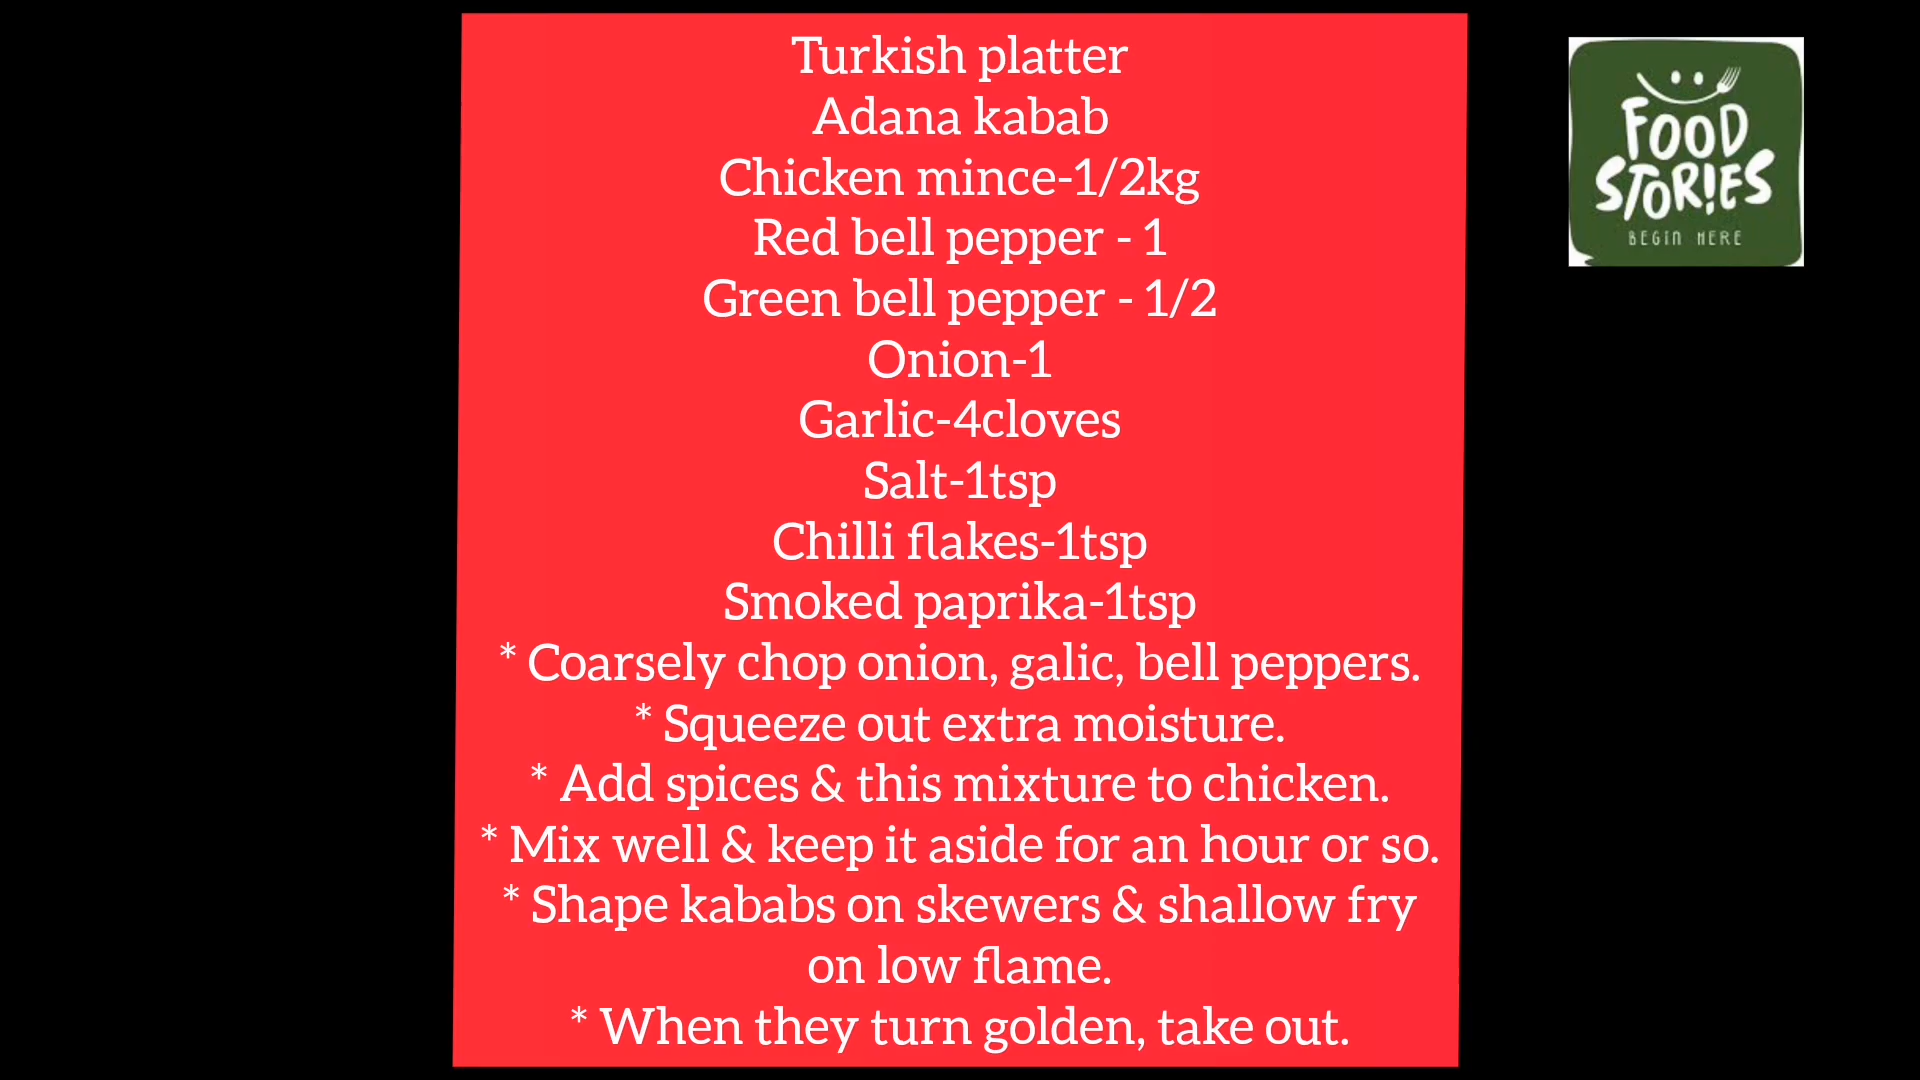 Turkish platter
Adana kabab
Chicken mince-1/2kg
Red bell pepper - 1
Green bell pepper - 1/2
Onion-1
Garlic-4cloves
Salt-1tsp
Chilli flakes-1tsp
Smoked paprika-1tsp
* Coarsely chop onion, galic, bell peppers.
* Squeeze out extra moisture.
* Add spices & this mixture to chicken.
* Mix well & keep it aside for an hour or so.
* Shape kababs on skewers & shallow fry
on low flame.
* When they turn golden, take out.
FOOD
STORIES
BEGIN HERE